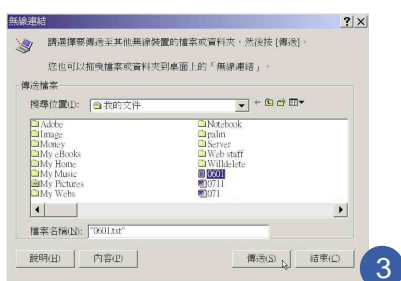 無線連結
請選擇要傳送至其他無線裝置的檔案或資料夾，然後按 [傳送]。
您也可以拖曳檔案或資料夾到桌面上的「無線連結」。
傳送檔案
搜尋位置(I): 我的文件
Adobe Notebook
Image palm
Money Server
My eBooks Web staff
My Home Willdelete
My Music 0601
My Pictures 0711
My Webs 071
檔案名稱(N): "0601.txt"
說明(H) 內容(P) 傳送(S) 結束(C)
3